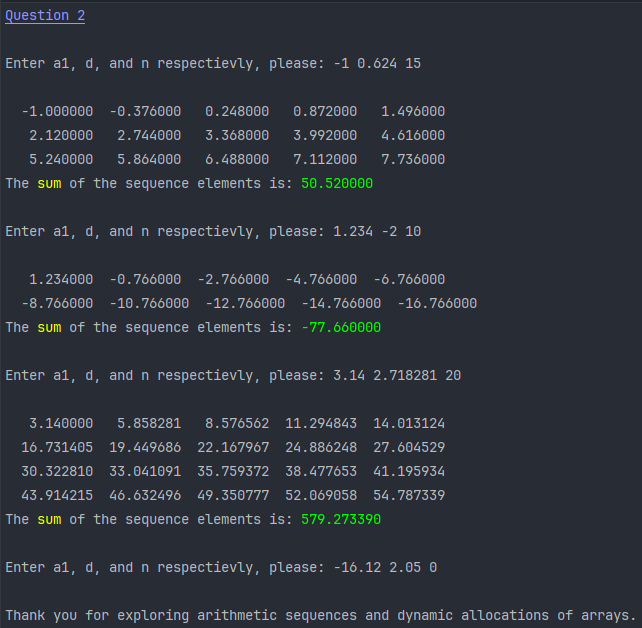 Question 2
Enter a1, d, and n respectievly, please: -1 0.624 15
-1.000000 -0.376000 0.248000 0.872000 1.496000
2.120000 2.744000 3.368000 3.992000 4.616000
5.240000 5.864000 6.488000 7.112000 7.736000
The sum of the sequence elements is: 50.520000
Enter a1, d, and n respectievly, please: 1.234 -2 10
1.234000 -0.766000 -2.766000 -4.766000 -6.766000
-8.766000 -10.766000 -12.766000 -14.766000 -16.766000
The sum of the sequence elements is: -77.660000
Enter a1, d, and n respectievly, please: 3.14 2.718281 20
3.140000 5.858281 8.576562 11.294843 14.013124
16.731405 19.449686 22.167967 24.886248 27.604529
30.322810 33.041091 35.759372 38.477653 41.195934
43.914215 46.632496 49.350777 52.069058 54.787339
The sum of the sequence elements is: 579.273390
Enter a1, d, and n respectievly, please: -16.12 2.05 0
Thank you for exploring arithmetic sequences and dynamic allocations of arrays.